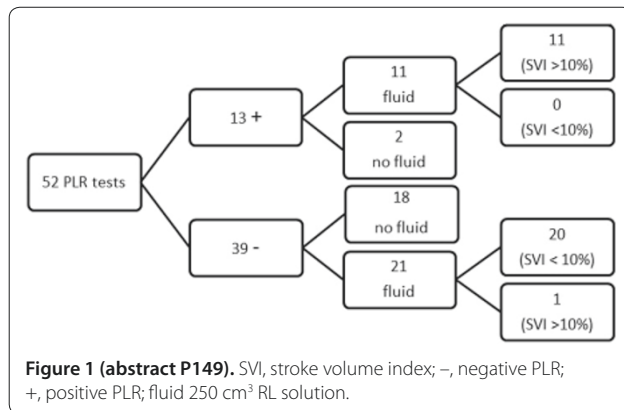 52 PLR tests
13 +
39 -
11
fluid
2
no fluid
18
no fluid
21
fluid
11
(SVI >10%)
0
(SVI <10%)
20
(SVI < 10%)
1
(SVI >10%)
Figure 1 (abstract P149). SVI, stroke volume index; –, negative PLR;
+, positive PLR; fluid 250 cm³ RL solution.